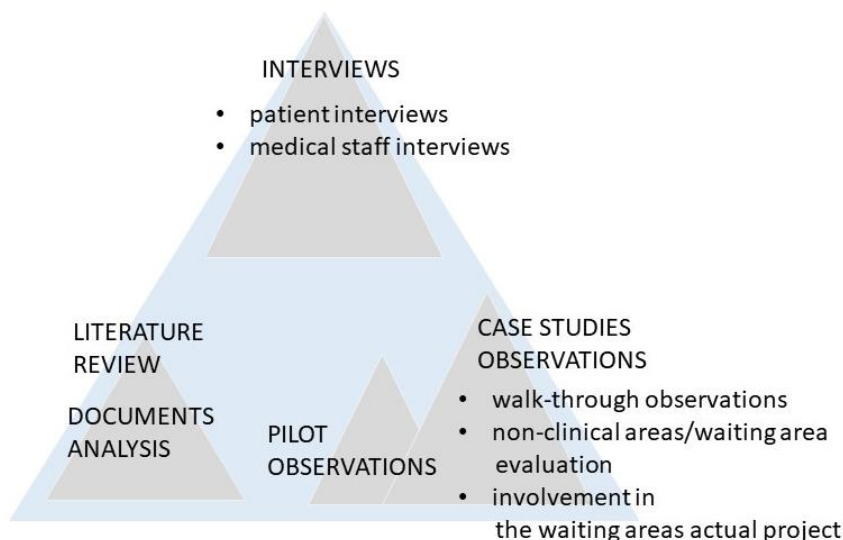 INTERVIEWS
• patient interviews
• medical staff interviews
LITERATURE
REVIEW
DOCUMENTS
ANALYSIS
PILOT
OBSERVATIONS
CASE STUDIES
OBSERVATIONS
• walk-through observations
• non-clinical areas/waiting area
evaluation
• involvement in
the waiting areas actual project